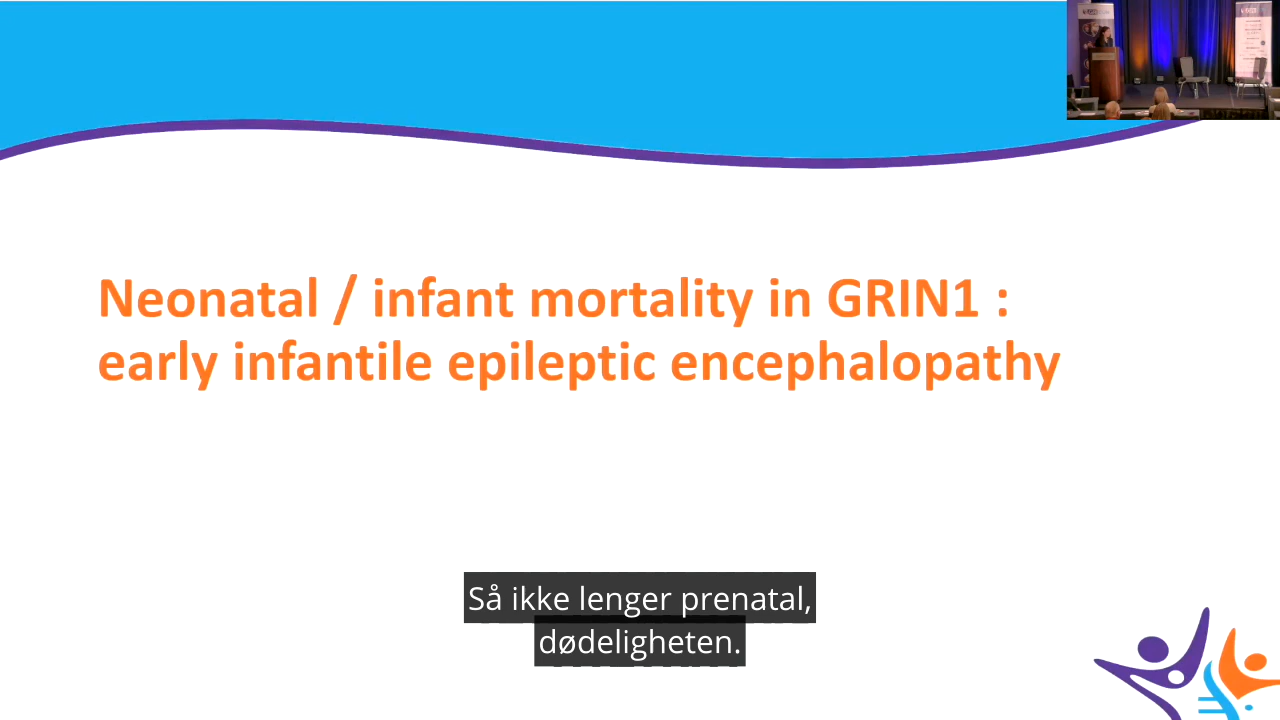 Neonatal / infant mortality in GRIN1 :
early infantile epileptic encephalopathy
Så ikke lenger prenatal,
dødeligheten.